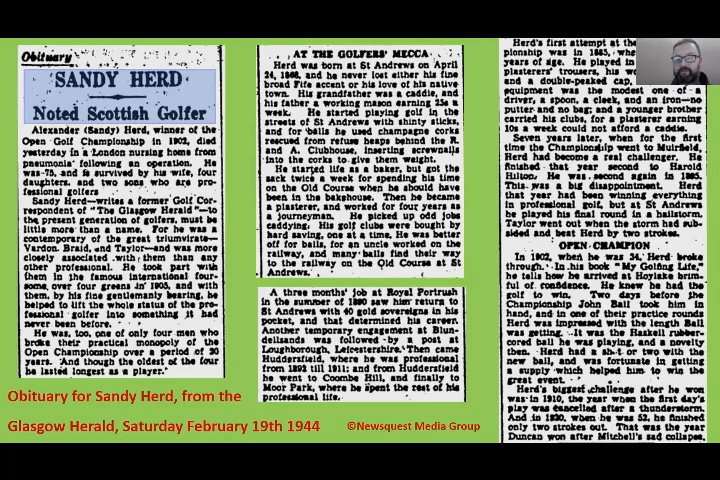 Obituary
SANDY HERD
Noted Scottish Golfer
Alexander (Sandy) Herd, winner of the
Open Golf Championship in 1902, died
yesterday in a London nursing home from
pneumonia following an operation. He
was 75, and is survived by his wife, four
daughters, and two sons who are pro-
fessional golfers
Sandy Herd—writes a former Golf Cor-
respondent of "The Glasgow Herald"—to
the present generation of golfers, must be
little more than a name. For he was a
contemporary of the great triumvirate—
Vardon, Braid, and Taylor—and was more
closely associated with them than any
other professional. He took part with
them in the famous international four-
some, over four greens in 1905, and with
them, by his fine gentlemanly bearing, he
helped to lift the whole status of the pro-
fessional golfer into something it had
never been before.
He was, too, one of only four men who
broke their practical monopoly of the
Open Championship over a period of 20
years. And though the oldest of the four
he lasted longest as a player.
AT THE GOLFERS' MECCA
Herd was born at St Andrews on April
24, 1868, and he never lost either his fine
broad Fife accent or his love of his native
town. His grandfather was a caddie, and
his father a working mason earning 25s a
week. He started playing golf in the
streets of St Andrews with shinty sticks,
and for balls he used champagne corks
rescued from refuse heaps behind the R.
and A. Clubhouse, inserting screwnails
into the corks to give them weight.
He started life as a baker, but got the
sack twice a week for spending his time
on the Old Course when he should have
been in the bakehouse. Then he became
a plasterer, and worked for four years as
a journeyman. He picked up odd jobs
caddying. His golf clubs were bought by
hard saving, one at a time. He was better
off for balls, for an uncle worked on the
railway, and many balls find their way
to the railway on the Old Course at St
Andrews.
A three months' job at Royal Portrush
in the summer of 1890 saw him return to
St Andrews with 40 gold sovereigns in his
pocket, and that determined his career.
Another temporary engagement at Blun-
dellsands was followed by a post at
Loughborough, Leicestershire. Then came
Huddersfield, where he was professional
from 1892 till 1911; and from Huddersfield
he went to Coombe Hill, and finally to
Moor Park, where he spent the rest of his
professional life.
Herd's first attempt at the
pionship was in 1885, whe
years of age. He played in
plasterers' trousers, his wo
and a double-peaked cap,
equipment was the modest one of a
driver, a spoon, a cleek, and an iron—no
putter and no bag; and a younger brother
carried his clubs, for a plasterer earning
10s a week could not afford a caddie.
Seven years later, when for the first
time the Championship went to Muirfield,
Herd had become a real challenger. He
finished that year second to Harold
Hilton. He was second again in 1895.
This was a big disappointment. Herd
that year had been winning everything
in professional golf, but at St Andrews
he played his final round in a hailstorm.
Taylor went out when the storm had sub-
sided and beat Herd by two strokes.
OPEN CHAMPION
In 1902, when he was 34, Herd broke
through. In his book "My Golfing Life,"
he tells how he arrived at Hoylake brim-
ful of confidence. He knew he had the
golf to win. Two days before the
Championship John Ball took him in
hand, and in one of their practice rounds
Herd was impressed with the length Ball
was getting. It was the Haskell rubber-
cored ball he was playing, and a novelty
then. Herd had a shot or two with the
new ball, and was fortunate in getting
a supply which helped him to win the
great event.
Herd's biggest challenge after he won
was in 1910, the year when the first day's
play was cancelled after a thunderstorm.
And in 1920, when he was 52, he finished
only two strokes out. That was the year
Duncan won after Mitchell's sad collapse.
Obituary for Sandy Herd, from the
Glasgow Herald, Saturday February 19th 1944
©Newsquest Media Group